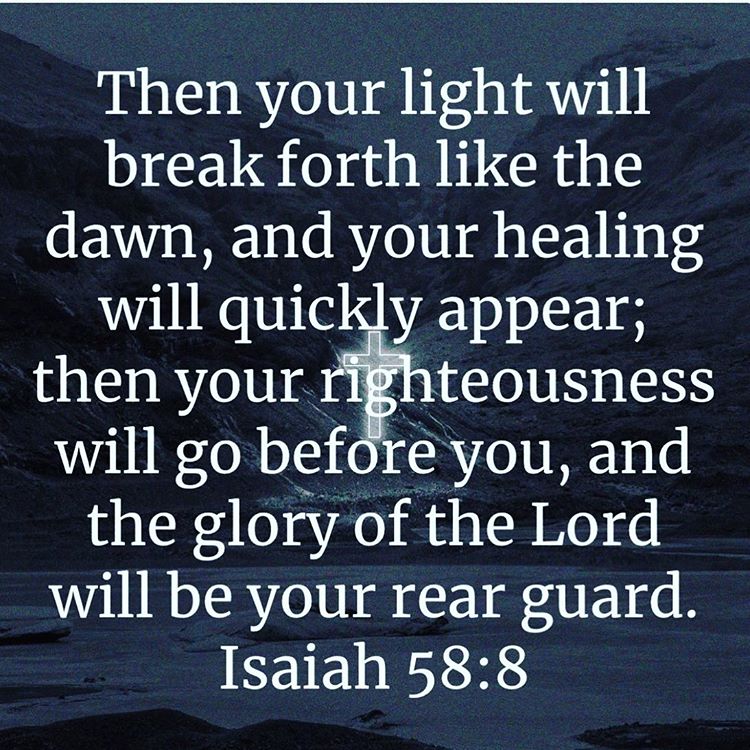 Then your light will
break forth like the
dawn, and your healing
will quickly appear;
then your righteousness
will go before you, and
the glory of the Lord
will be your rear guard.
Isaiah 58:8